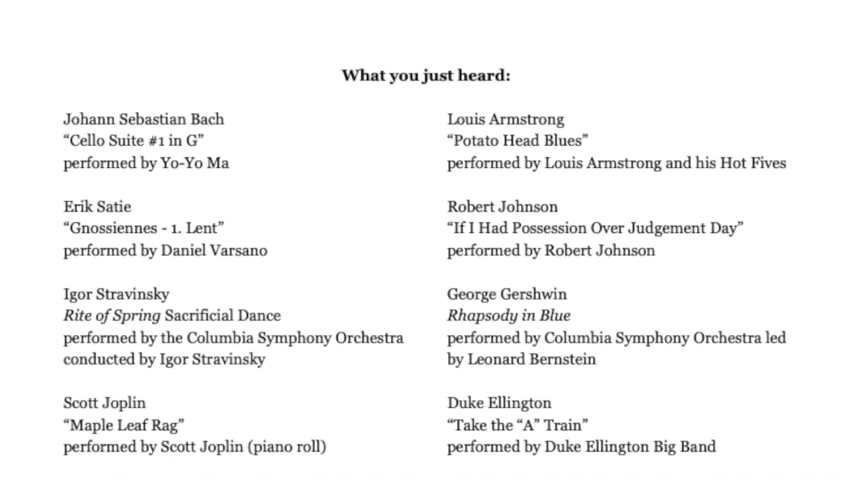 What you just heard:
Johann Sebastian Bach
“Cello Suite #1 in G”
performed by Yo-Yo Ma
Erik Satie
“Gnossiennes - 1. Lent”
performed by Daniel Varsano
Igor Stravinsky
Rite of Spring Sacrificial Dance
performed by the Columbia Symphony Orchestra
conducted by Igor Stravinsky
Scott Joplin
“Maple Leaf Rag”
performed by Scott Joplin (piano roll)
Louis Armstrong
“Potato Head Blues”
performed by Louis Armstrong and his Hot Fives
Robert Johnson
“If I Had Possession Over Judgement Day”
performed by Robert Johnson
George Gershwin
Rhapsody in Blue
performed by Columbia Symphony Orchestra led
by Leonard Bernstein
Duke Ellington
“Take the “A” Train”
performed by Duke Ellington Big Band